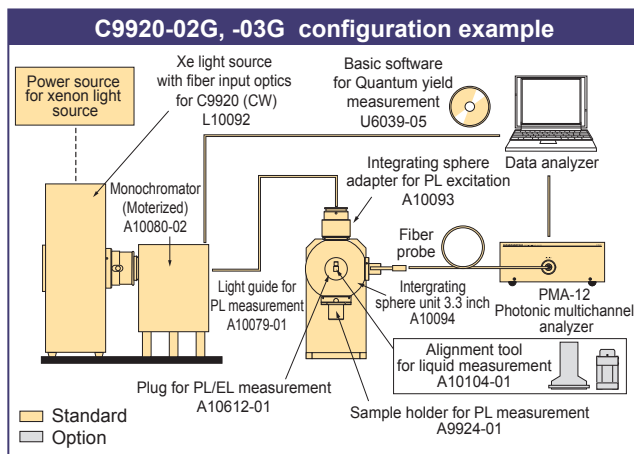 C9920-02G, -03G configuration example
Power source
for xenon light
source
Xe light source
with fiber input optics
for C9920 (CW)
L10092
Basic software
for Quantum yield
measurement
U6039-05
Data analyzer
Monochromator
(Moterized)
A10080-02
Integrating sphere
adapter for PL excitation
A10093
Fiber
probe
Light guide for
PL measurement
A10079-01
Intergrating
sphere unit 3.3 inch
A10094
PMA-12
Photonic multichannel
analyzer
Alignment tool
for liquid measurement
A10104-01
Plug for PL/EL measurement
A10612-01
Sample holder for PL measurement
A9924-01
Standard
Option